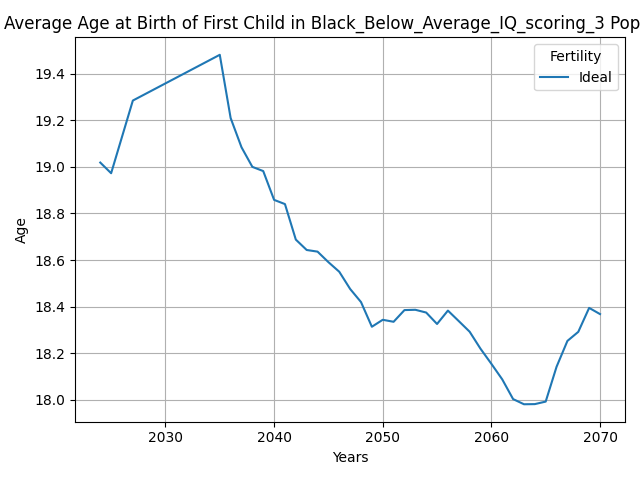 Average Age at Birth of First Child in Black_Below_Average_IQ_scoring_3 Pop
Fertility
Ideal
19.4
19.2
19.0
18.8
18.6
18.4
18.2
18.0
Age
2030 2040 2050 2060 2070
Years